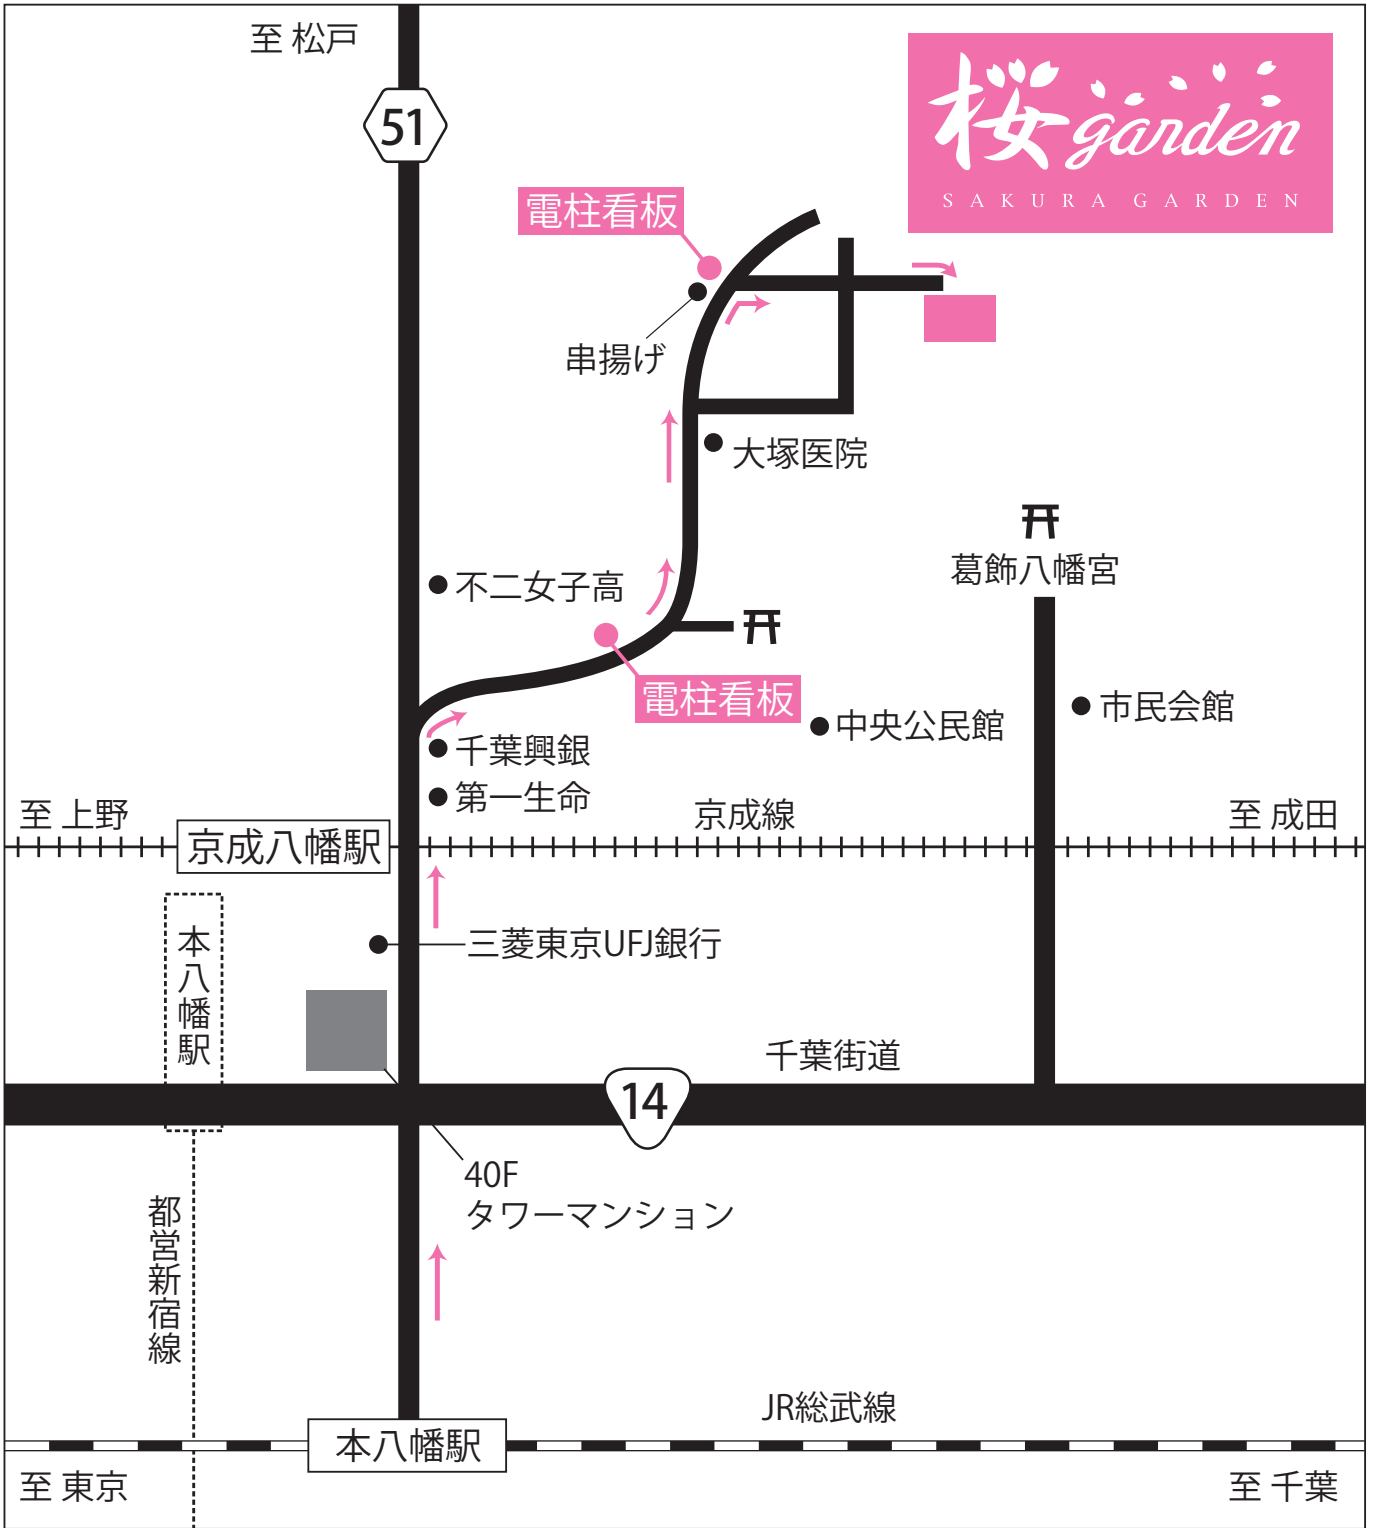 至 松戸
51
桜garden
SAKURA GARDEN
電柱看板
串揚げ
大塚医院
葛飾八幡宮
不二女子高
電柱看板
中央公民館
市民会館
千葉興銀
第一生命
至 上野
京成線
至 成田
京成八幡駅
本八幡駅
三菱東京UFJ銀行
千葉街道
14
40F
タワーマンション
都営新宿線
JR総武線
本八幡駅
至 東京
至 千葉